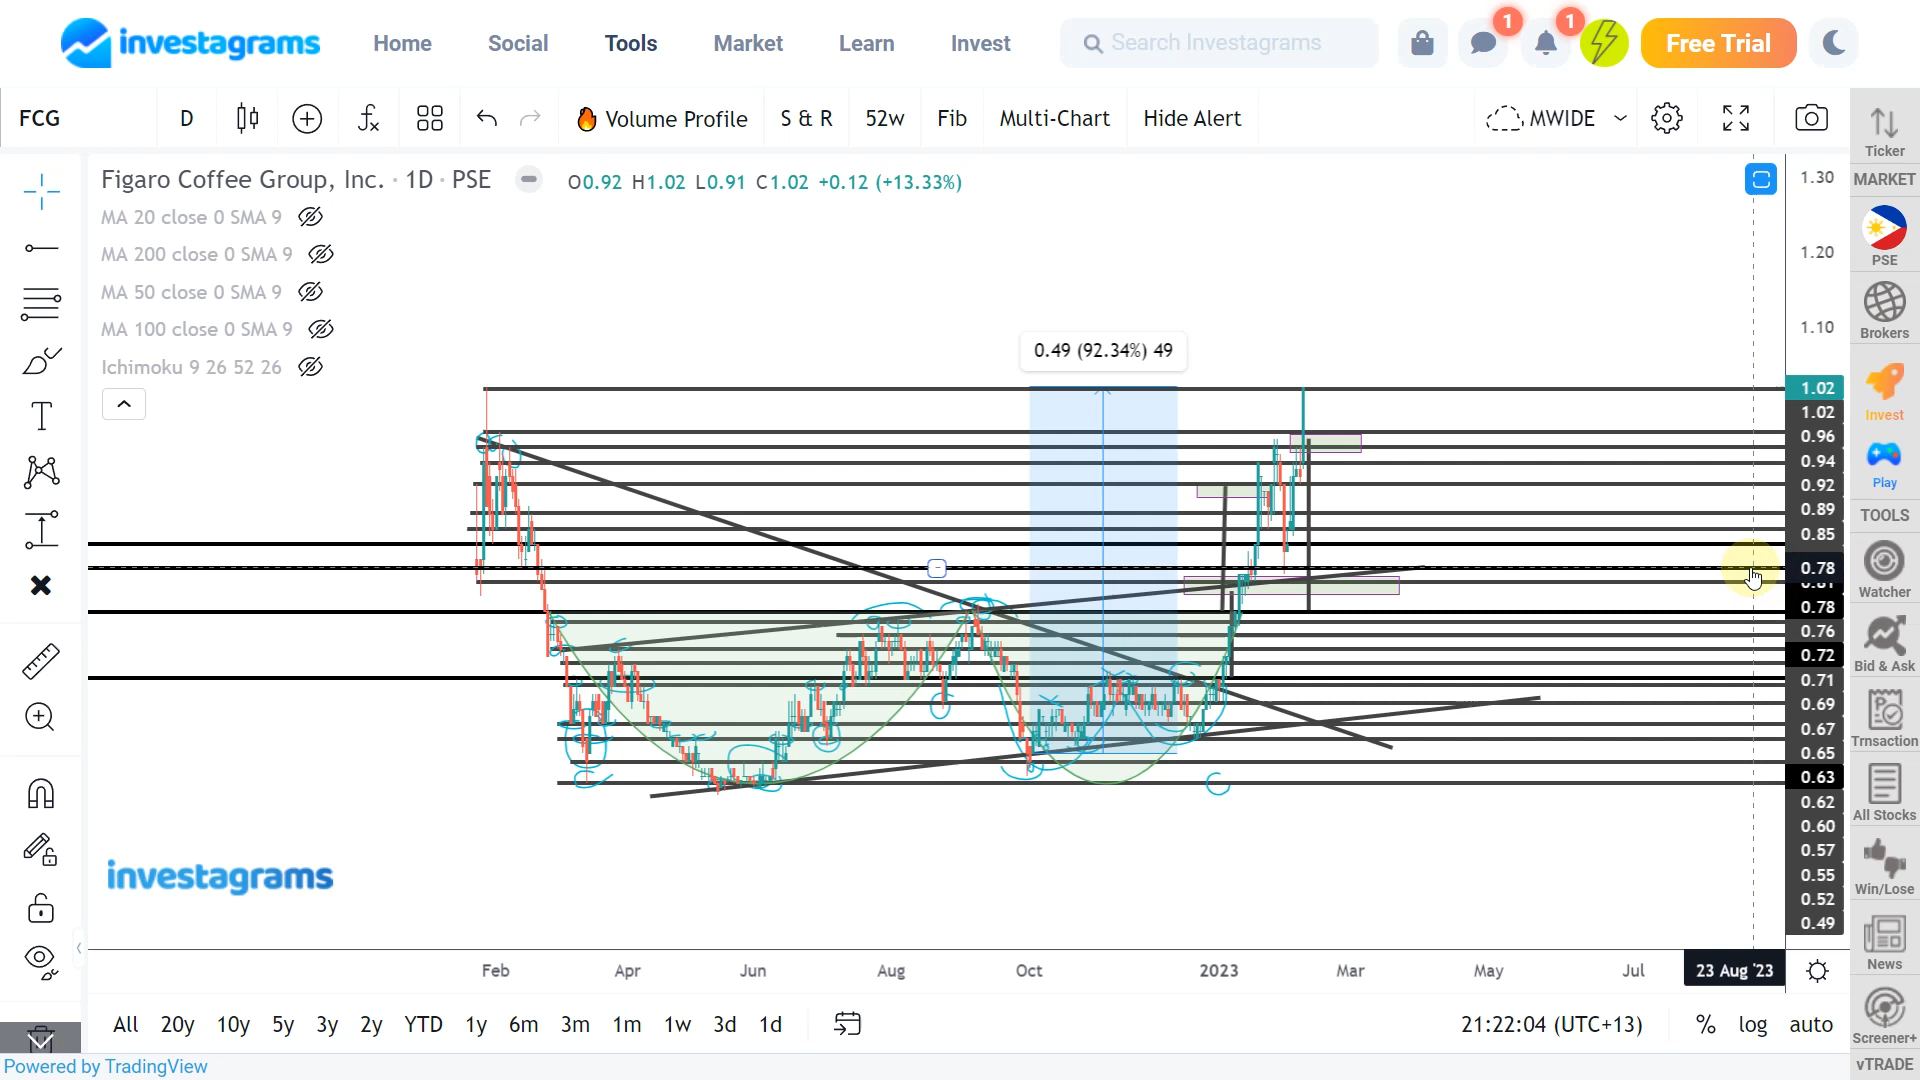 investagrams
Home Social Tools Market Learn Invest
Search Investagrams
1
1
Free Trial
FCG
D
Volume Profile S & R 52w Fib Multi-Chart Hide Alert
MWIDE
Figaro Coffee Group, Inc. · 1D · PSE
O0.92 H1.02 L0.91 C1.02 +0.12 (+13.33%)
MA 20 close 0 SMA 9
MA 200 close 0 SMA 9
MA 50 close 0 SMA 9
MA 100 close 0 SMA 9
Ichimoku 9 26 52 26
0.49 (92.34%) 49
1.30
1.20
1.10
1.02
1.02
0.96
0.94
0.92
0.89
0.85
0.78
0.78
0.76
0.72
0.71
0.69
0.67
0.65
0.63
0.62
0.60
0.57
0.55
0.52
0.49
investagrams
Feb Apr Jun Aug Oct 2023 Mar May Jul
23 Aug '23
All 20y 10y 5y 3y 2y YTD 1y 6m 3m 1m 1w 3d 1d
21:22:04 (UTC+13)
% log auto
Powered by TradingView
Ticker
MARKET
PSE
Brokers
Invest
Play
TOOLS
Watcher
Bid & Ask
Trnsaction
All Stocks
Win/Lose
News
Screener+
vTRADE